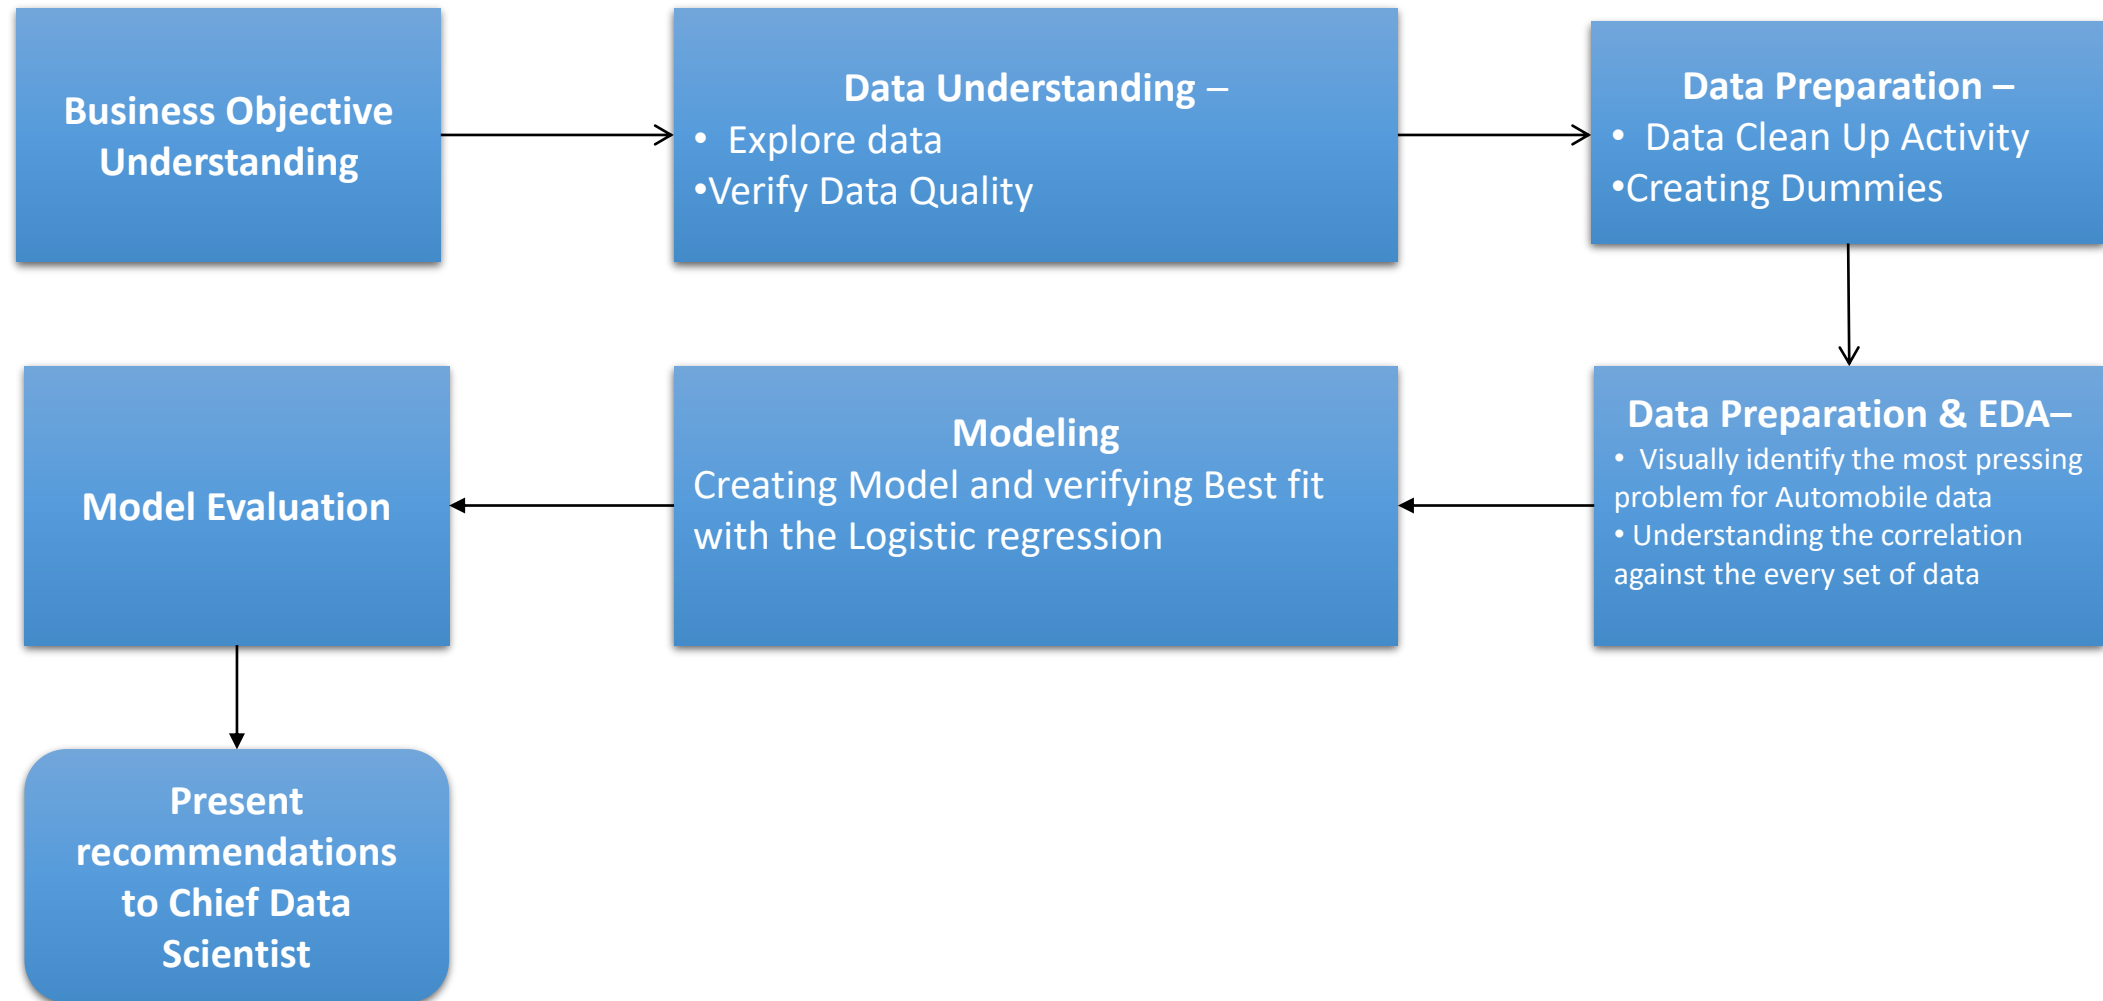 Business Objective
Understanding
Data Understanding –
• Explore data
•Verify Data Quality
Data Preparation –
• Data Clean Up Activity
•Creating Dummies
Data Preparation & EDA–
• Visually identify the most pressing
problem for Automobile data
• Understanding the correlation
against the every set of data
Modeling
Creating Model and verifying Best fit
with the Logistic regression
Model Evaluation
Present
recommendations
to Chief Data
Scientist